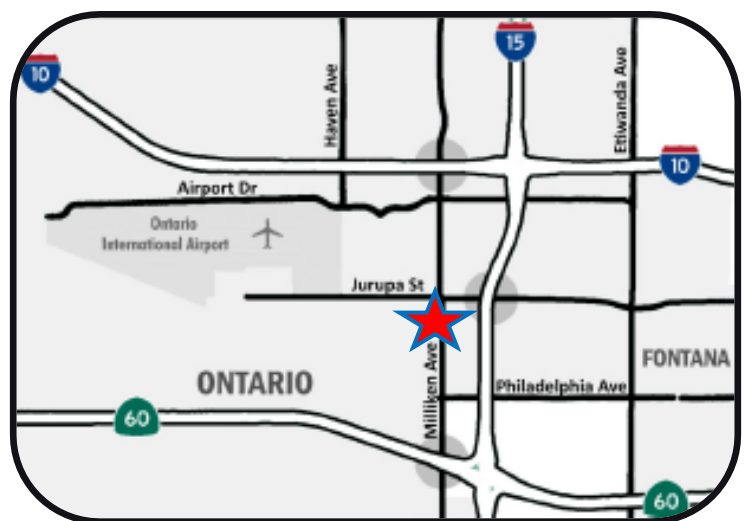 15
10
Haven Ave
Etiwanda Ave
10
Airport Dr
Ontario
International Airport
Jurupa St
Milliken Ave
FONTANA
ONTARIO
Philadelphia Ave
60
60